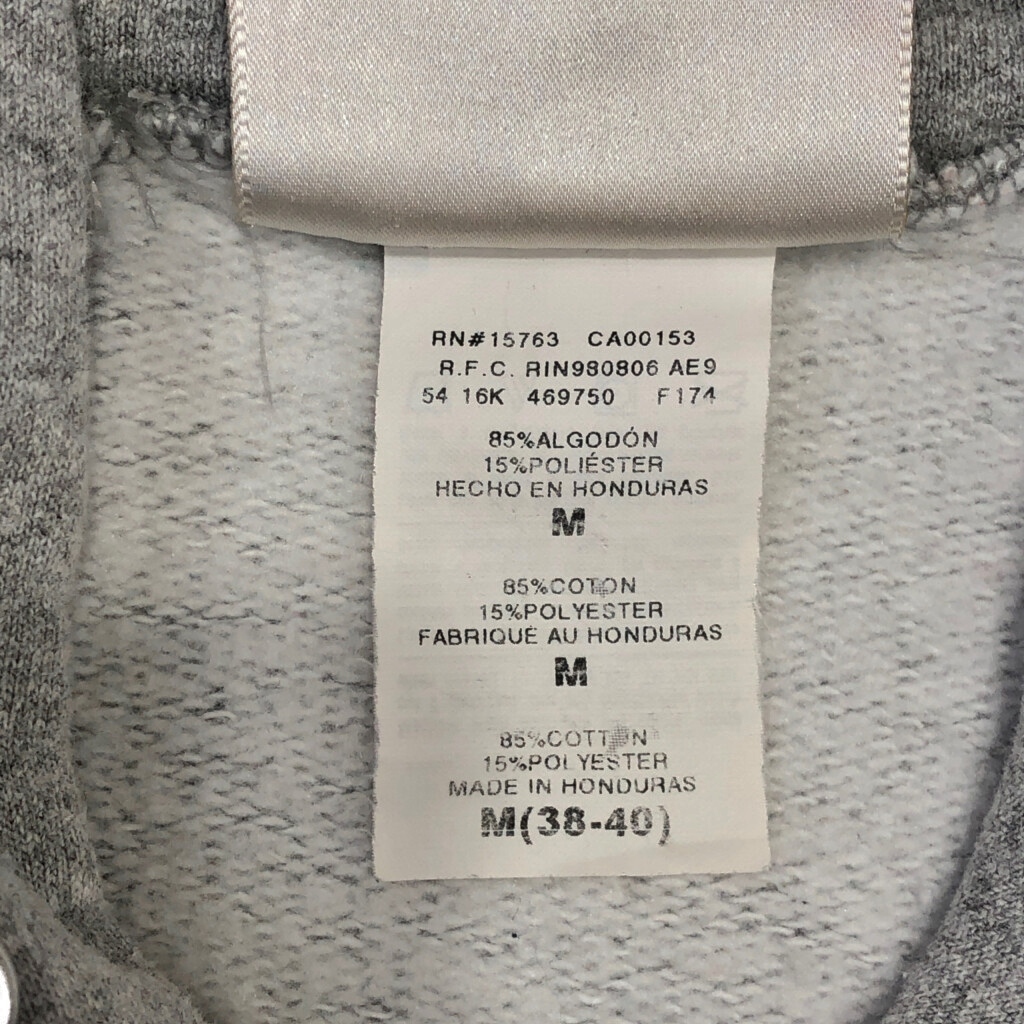 RN#15763 CA00153
R.F.C. RIN980806 AE9
54 16K 469750 F174
85%ALGODÓN
15%POLIÉSTER
HECHO EN HONDURAS
M
85%COTON
15%POLYESTER
FABRIQUÉ AU HONDURAS
M
85%COTTON
15%POLYESTER
MADE IN HONDURAS
M(38-40)